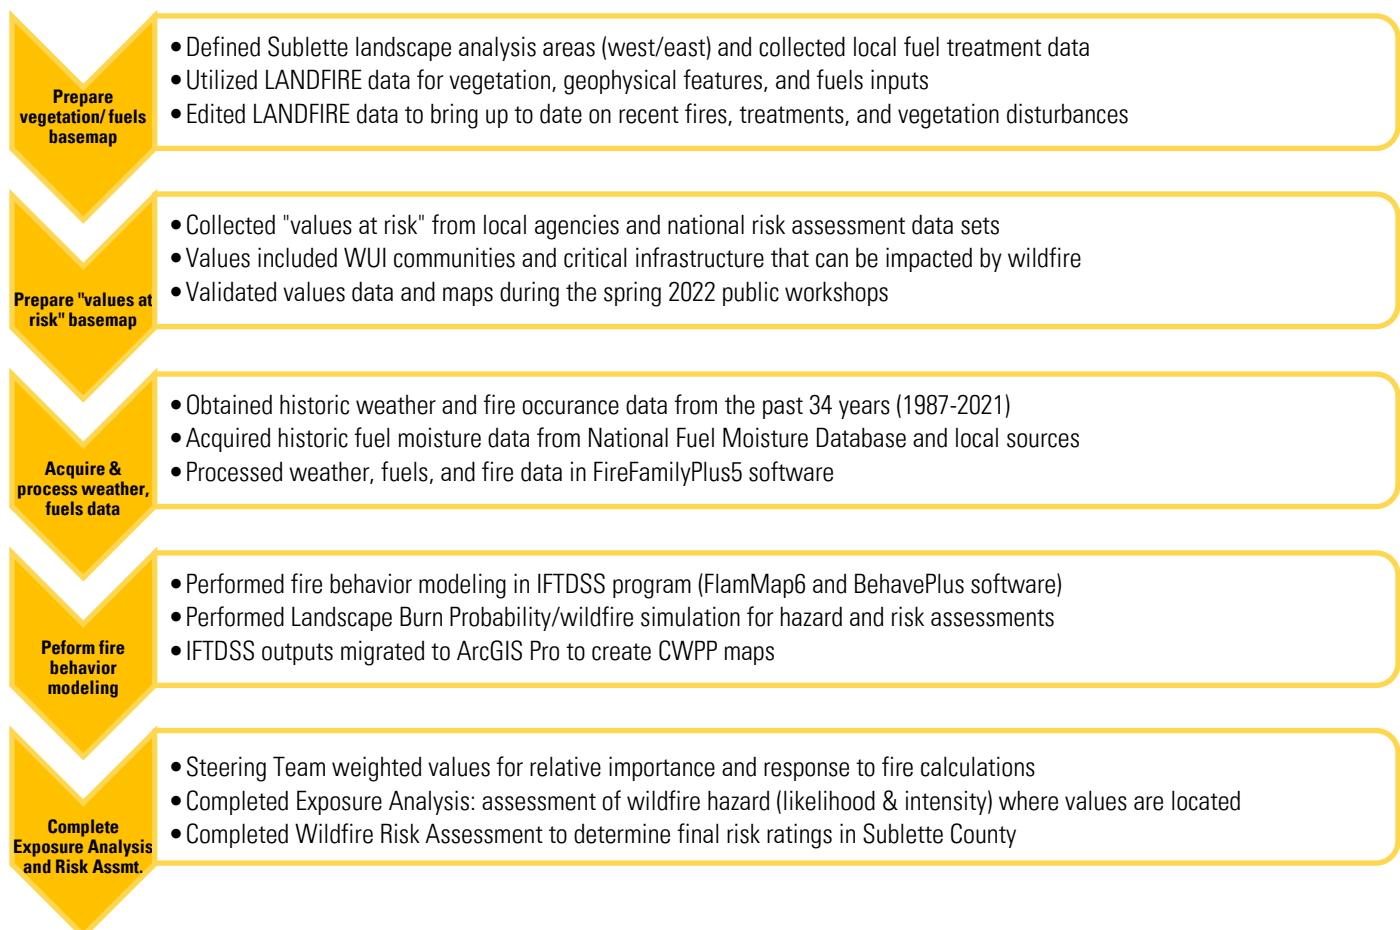 Prepare
vegetation/ fuels
basemap
• Defined Sublette landscape analysis areas (west/east) and collected local fuel treatment data
• Utilized LANDFIRE data for vegetation, geophysical features, and fuels inputs
• Edited LANDFIRE data to bring up to date on recent fires, treatments, and vegetation disturbances
Prepare "values at
risk" basemap
• Collected "values at risk" from local agencies and national risk assessment data sets
• Values included WUI communities and critical infrastructure that can be impacted by wildfire
• Validated values data and maps during the spring 2022 public workshops
Acquire &
process weather,
fuels data
• Obtained historic weather and fire occurance data from the past 34 years (1987-2021)
• Acquired historic fuel moisture data from National Fuel Moisture Database and local sources
• Processed weather, fuels, and fire data in FireFamilyPlus5 software
Peform fire
behavior
modeling
• Performed fire behavior modeling in IFTDSS program (FlamMap6 and BehavePlus software)
• Performed Landscape Burn Probability/wildfire simulation for hazard and risk assessments
• IFTDSS outputs migrated to ArcGIS Pro to create CWPP maps
Complete
Exposure Analysis
and Risk Assmt.
• Steering Team weighted values for relative importance and response to fire calculations
• Completed Exposure Analysis: assessment of wildfire hazard (likelihood & intensity) where values are located
• Completed Wildfire Risk Assessment to determine final risk ratings in Sublette County